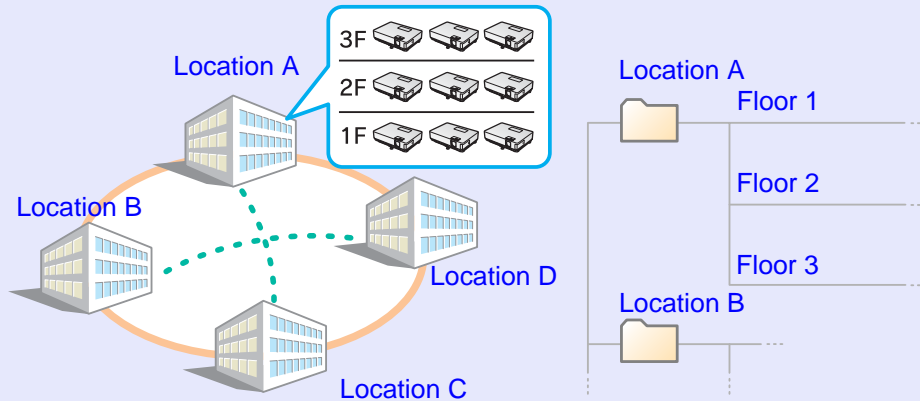 3F
2F
1F
Location A
Location B
Location D
Location C
Location A
Floor 1
Floor 2
Floor 3
Location B